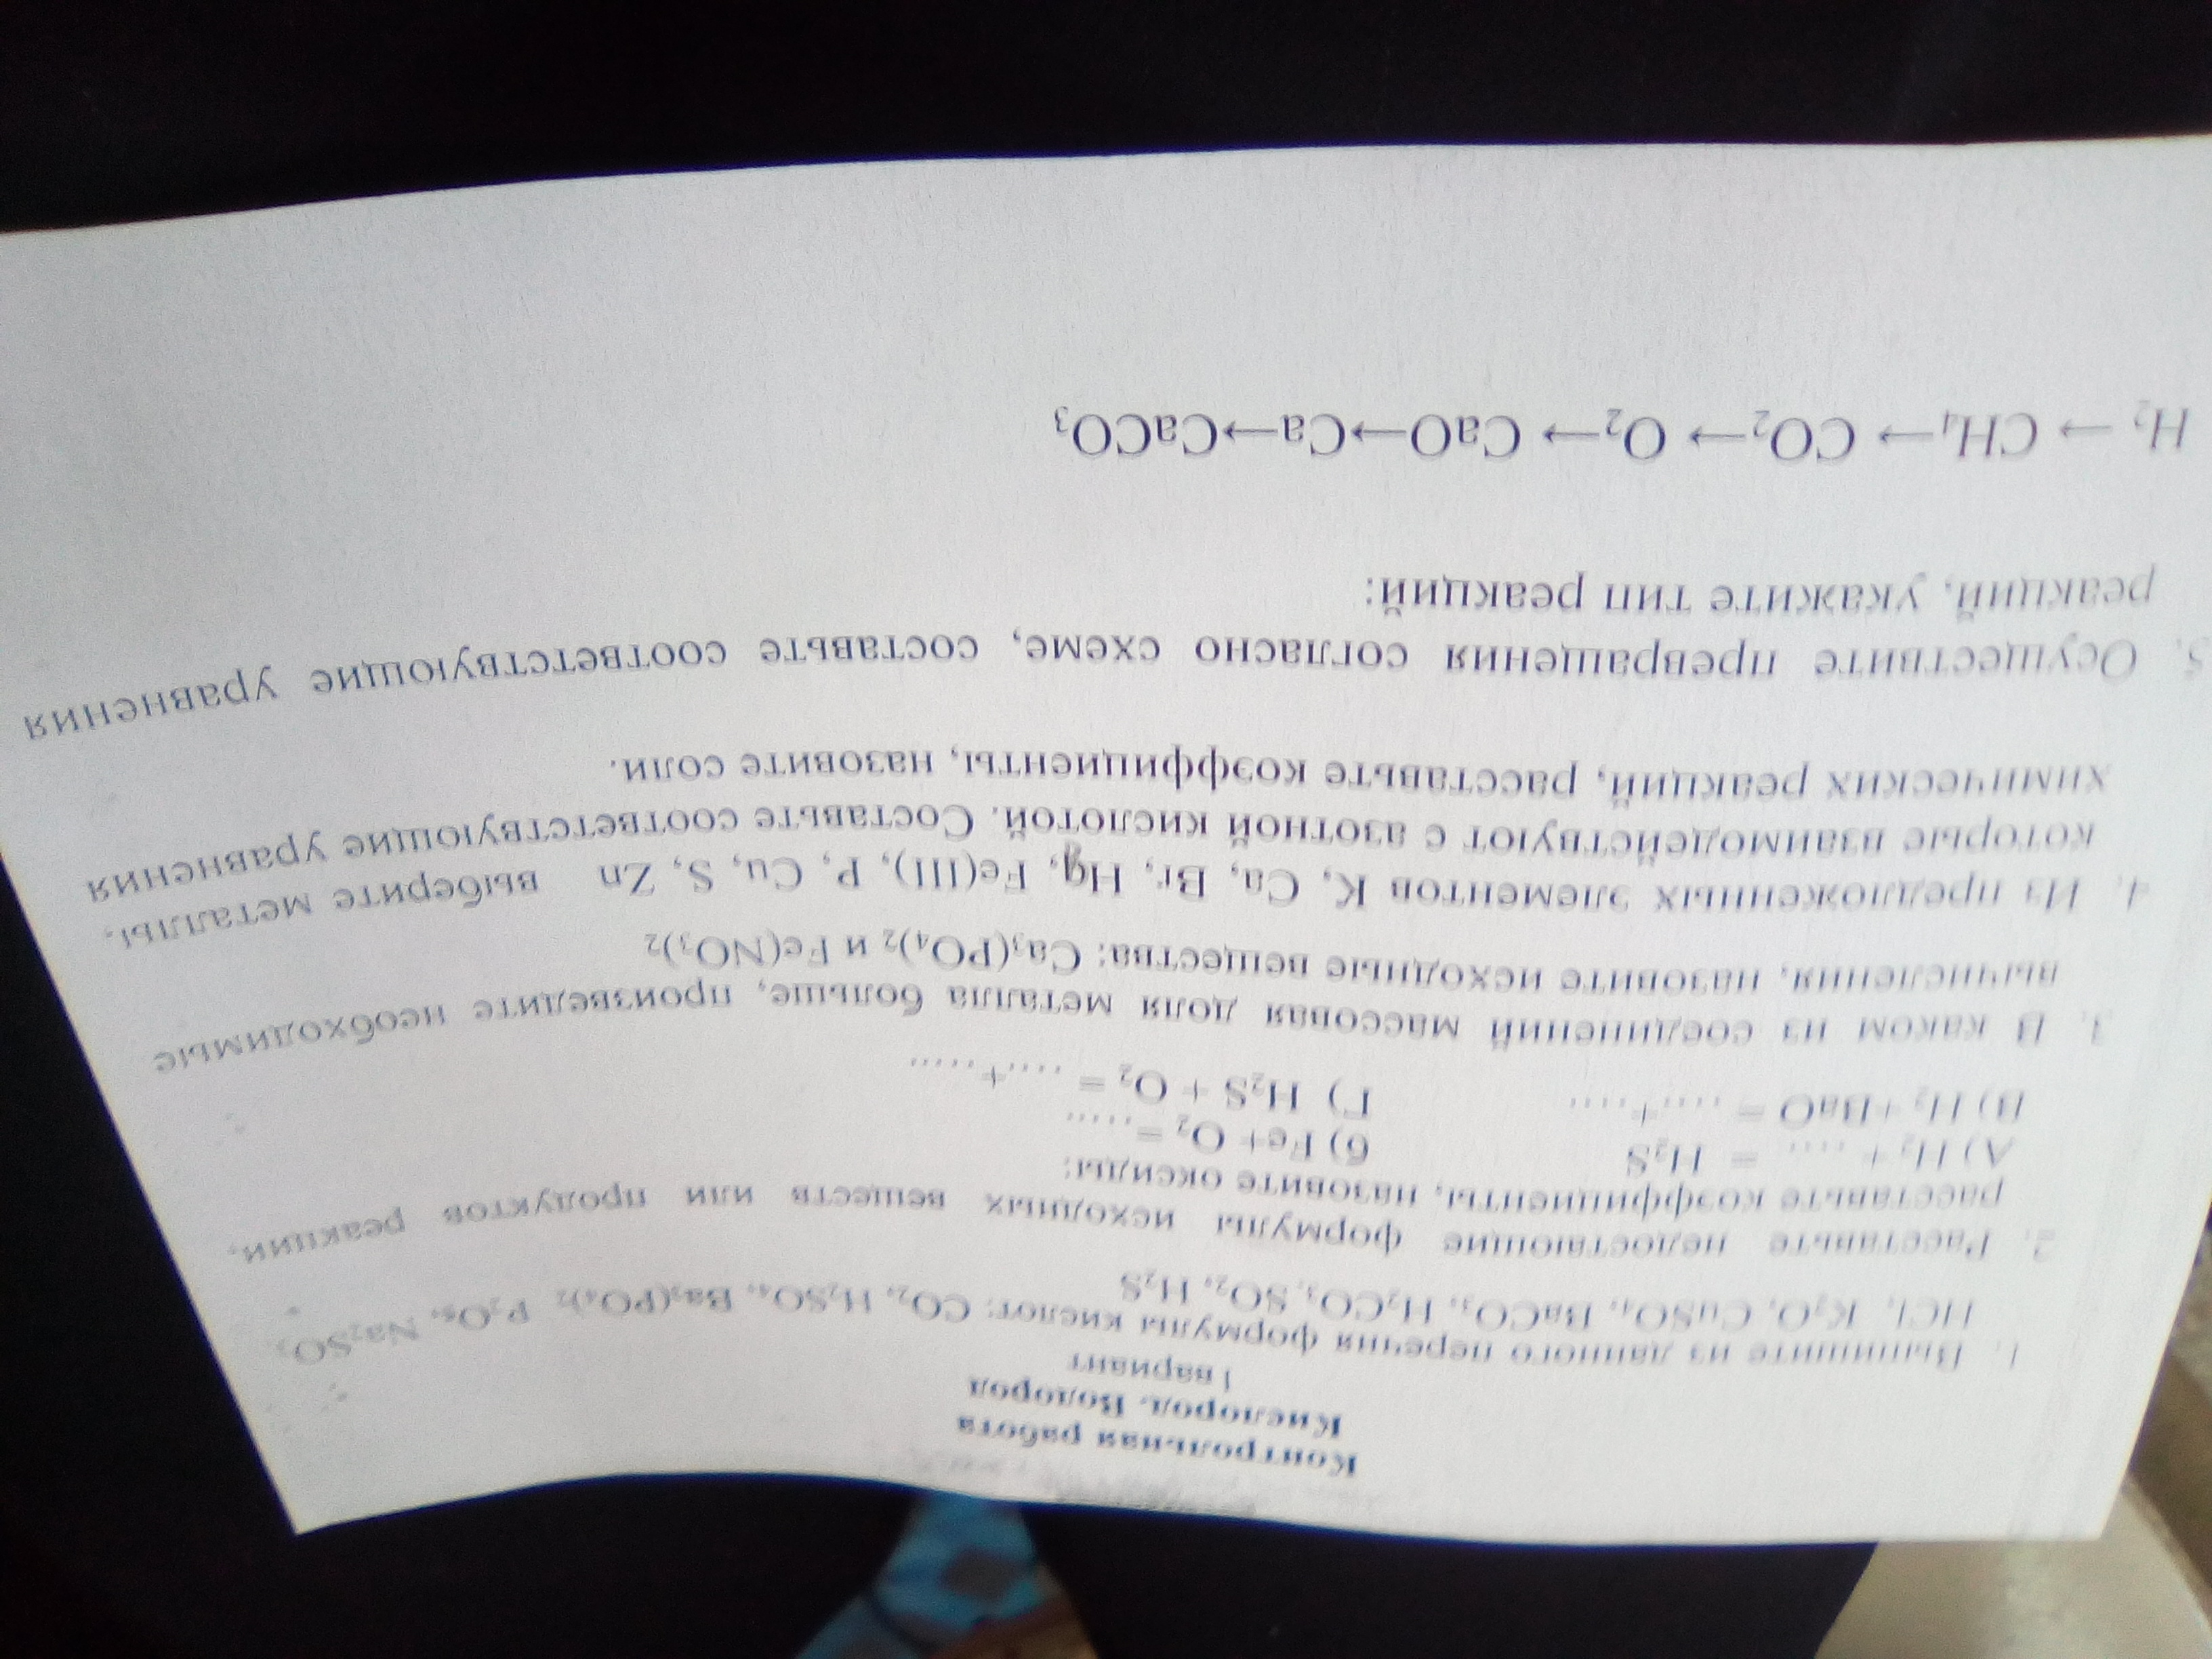 Контрольная работа
Кислород. Водород
1 вариант
1. Выпишите из данного перечня формулы кислот: CO₂, H₂SO₄, Ba₃(PO₄)₂ P₂O₅, Na₂SO₃
HCl, K₂O, CuSO₄, BaCO₃, H₂CO₃, SO₂, H₂S
2. Расставьте недостающие формулы исходных веществ или продуктов реакции,
расставьте коэффициенты, назовите оксиды:
А) H₂+ .... = H₂S б) Fe+ O₂ =.....
В) H₂+BaO = ....+.... Г) H₂S + O₂ = ....+.....
3. В каком из соединений массовая доля металла больше, произведите необходимые
вычисления, назовите исходные вещества: Ca₃(PO₄)₂ и Fe(NO₃)₂
4. Из предложенных элементов K, Ca, Br, Hg, Fe(III), P, Cu, S, Zn выберите металлы,
которые взаимодействуют с азотной кислотой. Составьте соответствующие уравнения
химических реакций, расставьте коэффициенты, назовите соли.
5. Осуществите превращения согласно схеме, составьте соответствующие уравнения
реакций, укажите тип реакций:
H₂ → CH₄→ CO₂→ O₂→ CaO→Ca→CaCO₃